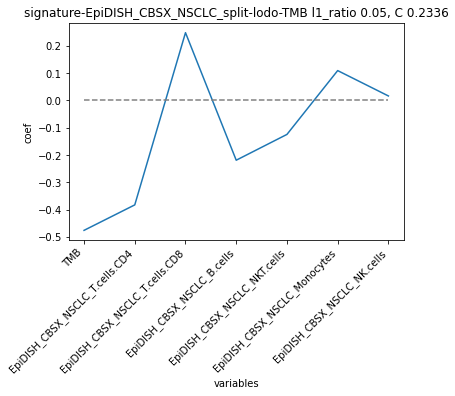 signature-EpiDISH_CBSX_NSCLC_split-lodo-TMB l1_ratio 0.05, C 0.2336
0.2
0.1
0.0
−0.1
−0.2
−0.3
−0.4
−0.5
coef
TMB
EpiDISH_CBSX_NSCLC_T.cells.CD4
EpiDISH_CBSX_NSCLC_T.cells.CD8
EpiDISH_CBSX_NSCLC_B.cells
EpiDISH_CBSX_NSCLC_NKT.cells
EpiDISH_CBSX_NSCLC_Monocytes
EpiDISH_CBSX_NSCLC_NK.cells
variables